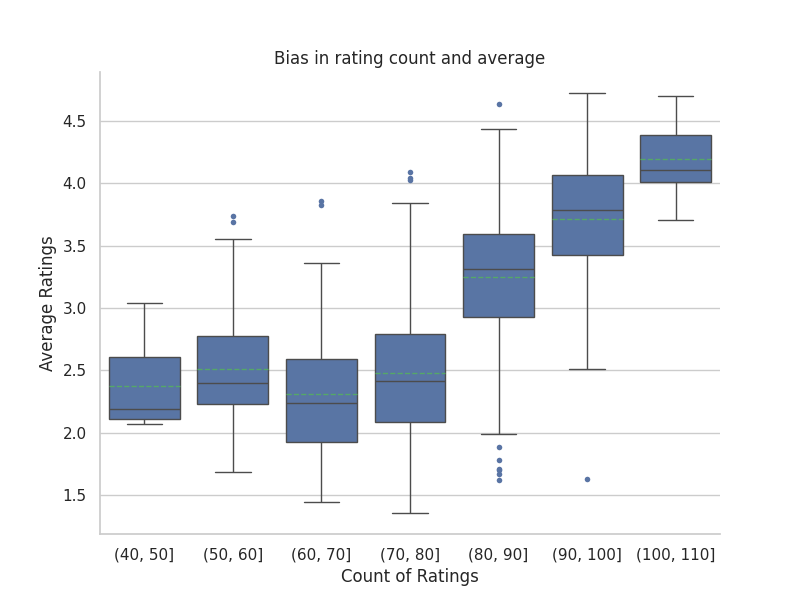 Bias in rating count and average
Average Ratings
4.5
4.0
3.5
3.0
2.5
2.0
1.5
(40, 50] (50, 60] (60, 70] (70, 80] (80, 90] (90, 100] (100, 110]
Count of Ratings